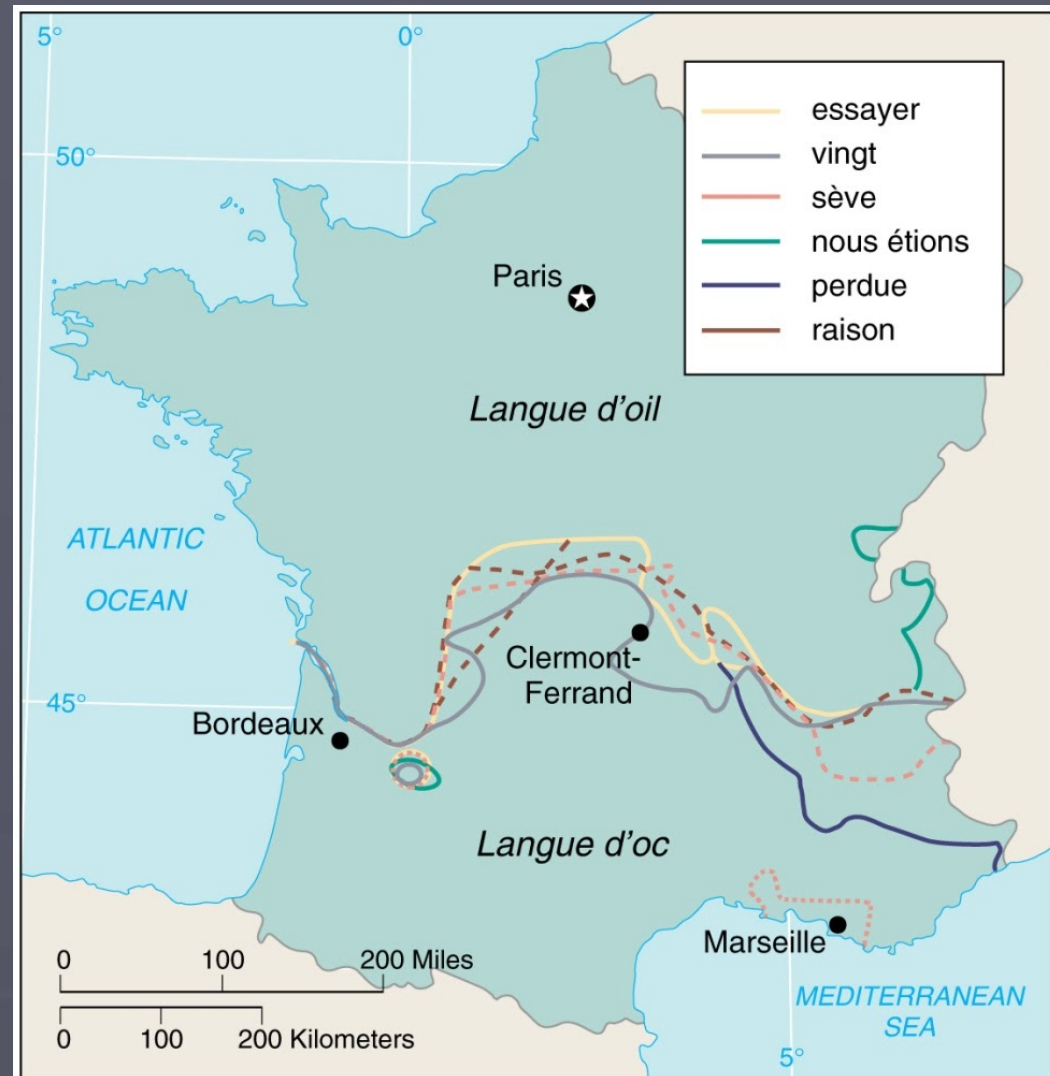 5°
0°
50°
essayer
vingt
sève
nous étions
perdue
raison
Paris
Langue d'oil
ATLANTIC
OCEAN
Clermont-
Ferrand
45°
Bordeaux
Langue d'oc
Marseille
0 100 200 Miles
0 100 200 Kilometers
MEDITERRANEAN
SEA
5°